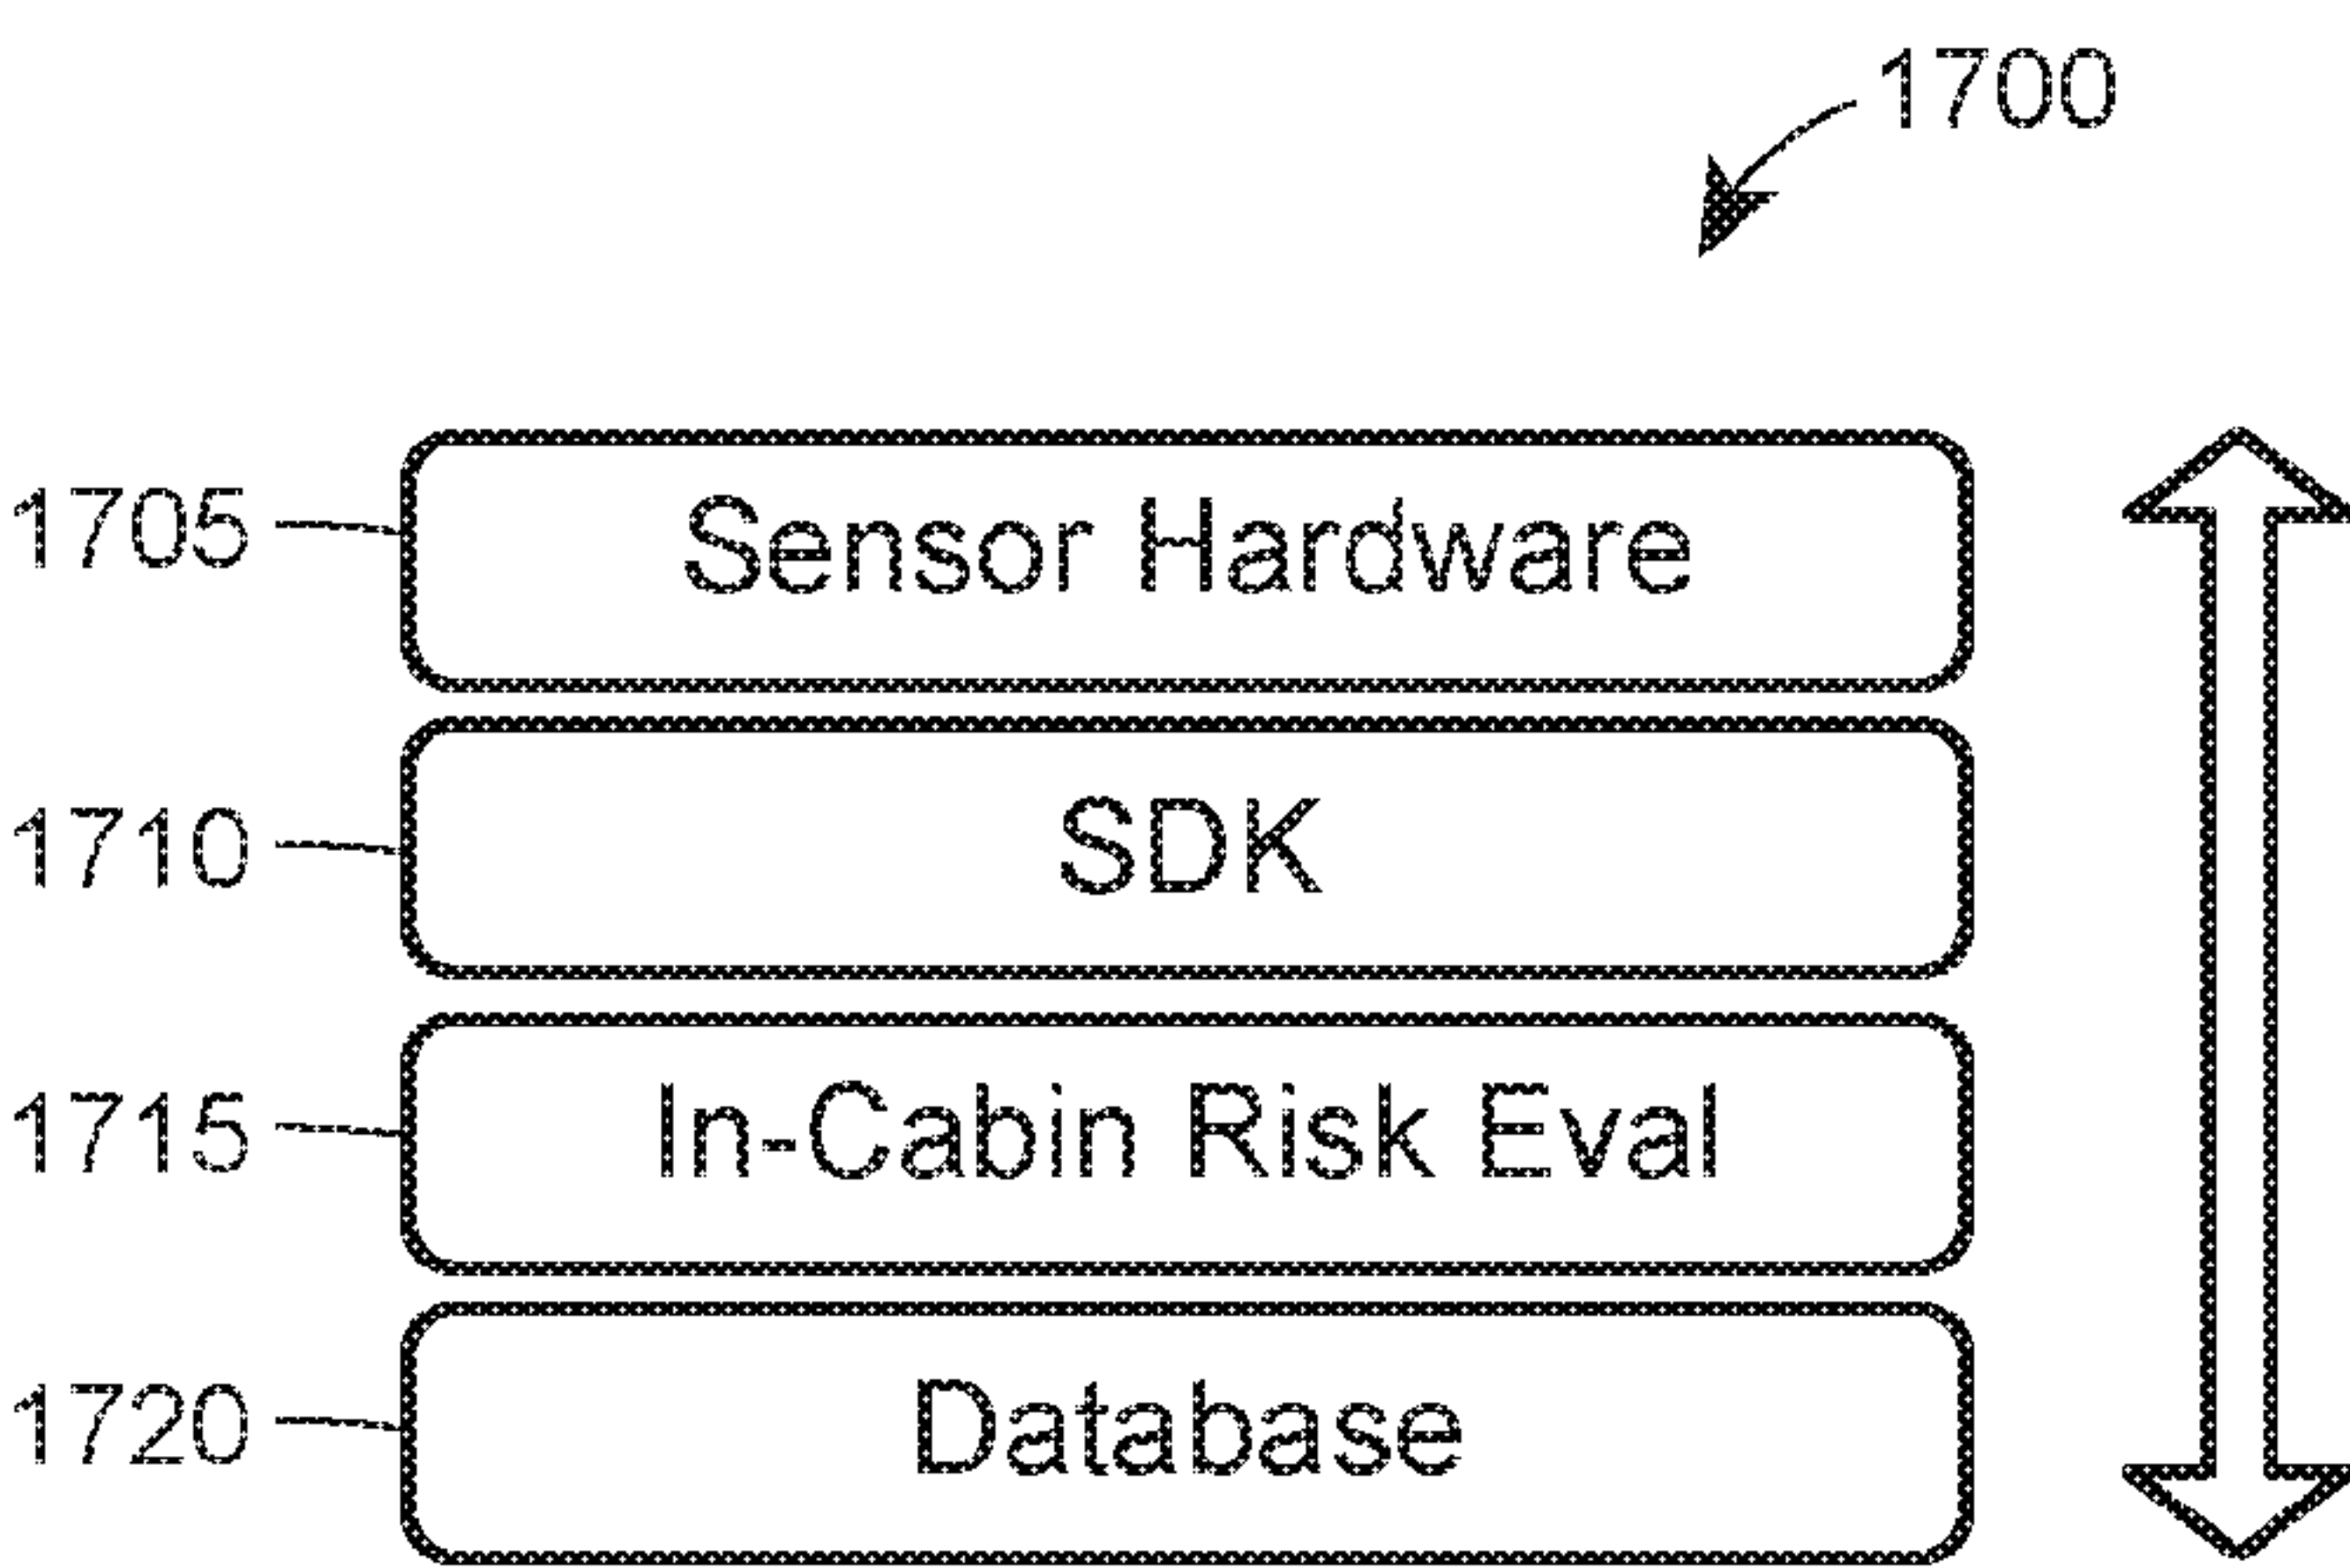 1700
1705 Sensor Hardware
1710 SDK
1715 In-Cabin Risk Eval
1720 Database